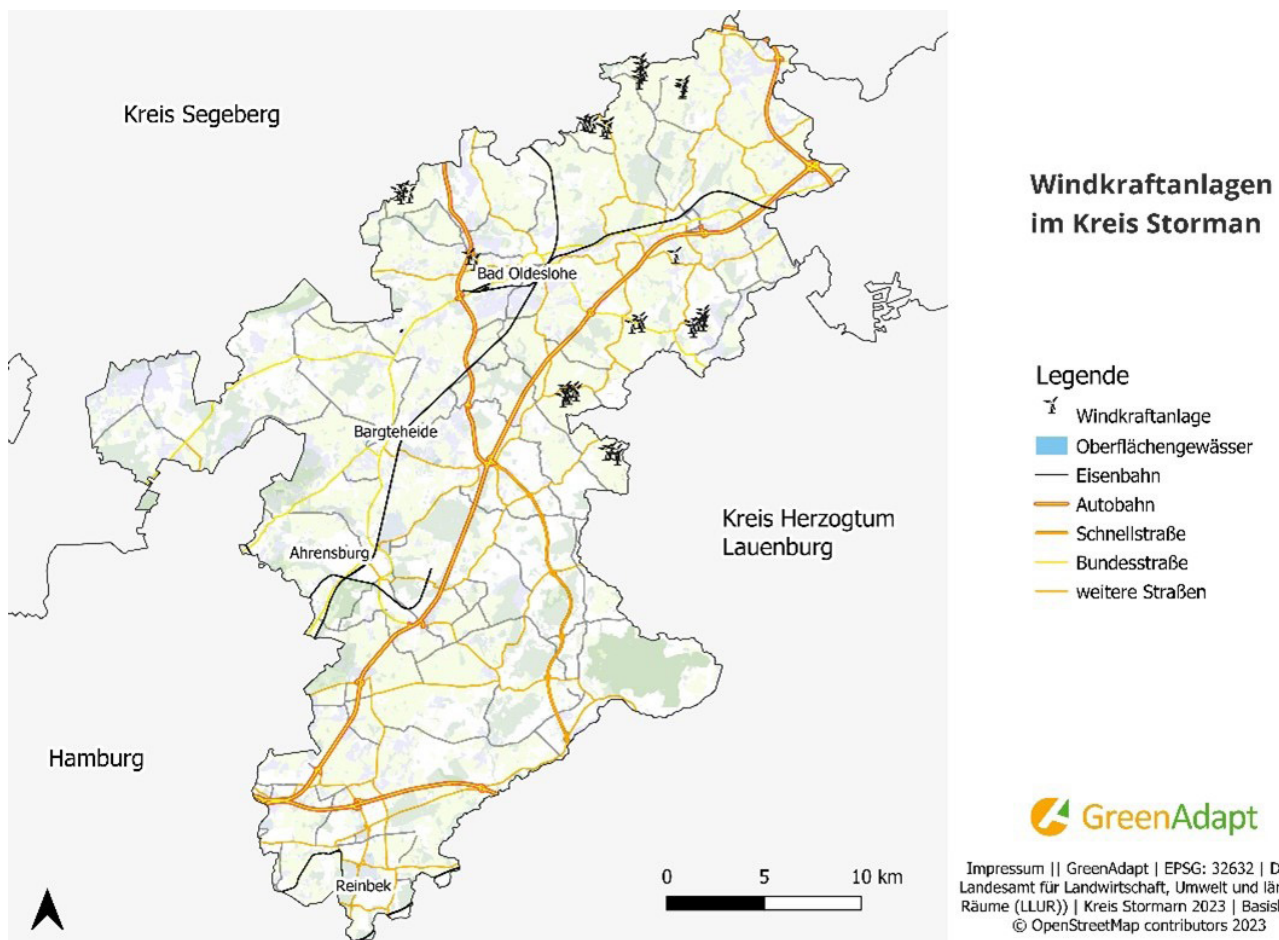 Kreis Segeberg
Bad Oldeslohe
Bargteheide
Ahrensburg
Kreis Herzogtum
Lauenburg
Hamburg
Reinbek
0 5 10 km
Windkraftanlagen
im Kreis Storman
Legende
Windkraftanlage
Oberflächengewässer
Eisenbahn
Autobahn
Schnellstraße
Bundesstraße
weitere Straßen
GreenAdapt
Impressum || GreenAdapt | EPSG: 32632 | D
Landesamt für Landwirtschaft, Umwelt und län
Räume (LLUR)) | Kreis Stormarn 2023 | Basis
© OpenStreetMap contributors 2023